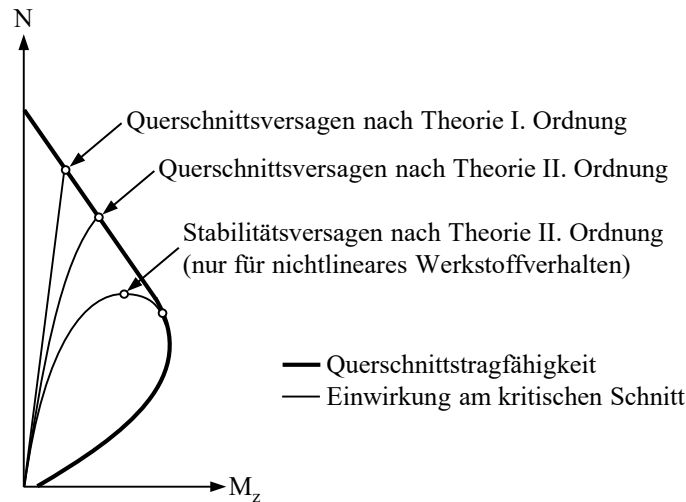 N
Querschnittsversagen nach Theorie I. Ordnung
Querschnittsversagen nach Theorie II. Ordnung
Stabilitätsversagen nach Theorie II. Ordnung
(nur für nichtlineares Werkstoffverhalten)
Querschnittstragfähigkeit
Einwirkung am kritischen Schnitt
M_z